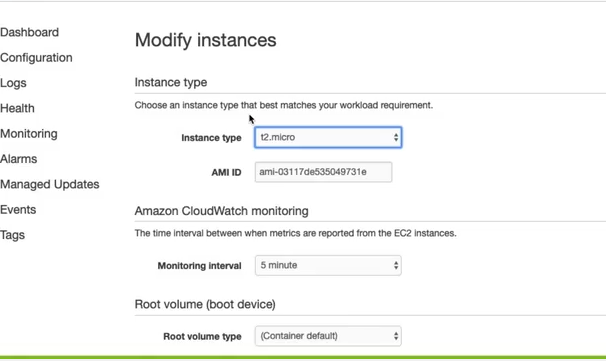 Dashboard
Configuration
Logs
Health
Monitoring
Alarms
Managed Updates
Events
Tags
Modify instances
Instance type
Choose an instance type that best matches your workload requirement.
Instance type t2.micro
AMI ID ami-03117de535049731e
Amazon CloudWatch monitoring
The time interval between when metrics are reported from the EC2 instances.
Monitoring interval 5 minute
Root volume (boot device)
Root volume type (Container default)